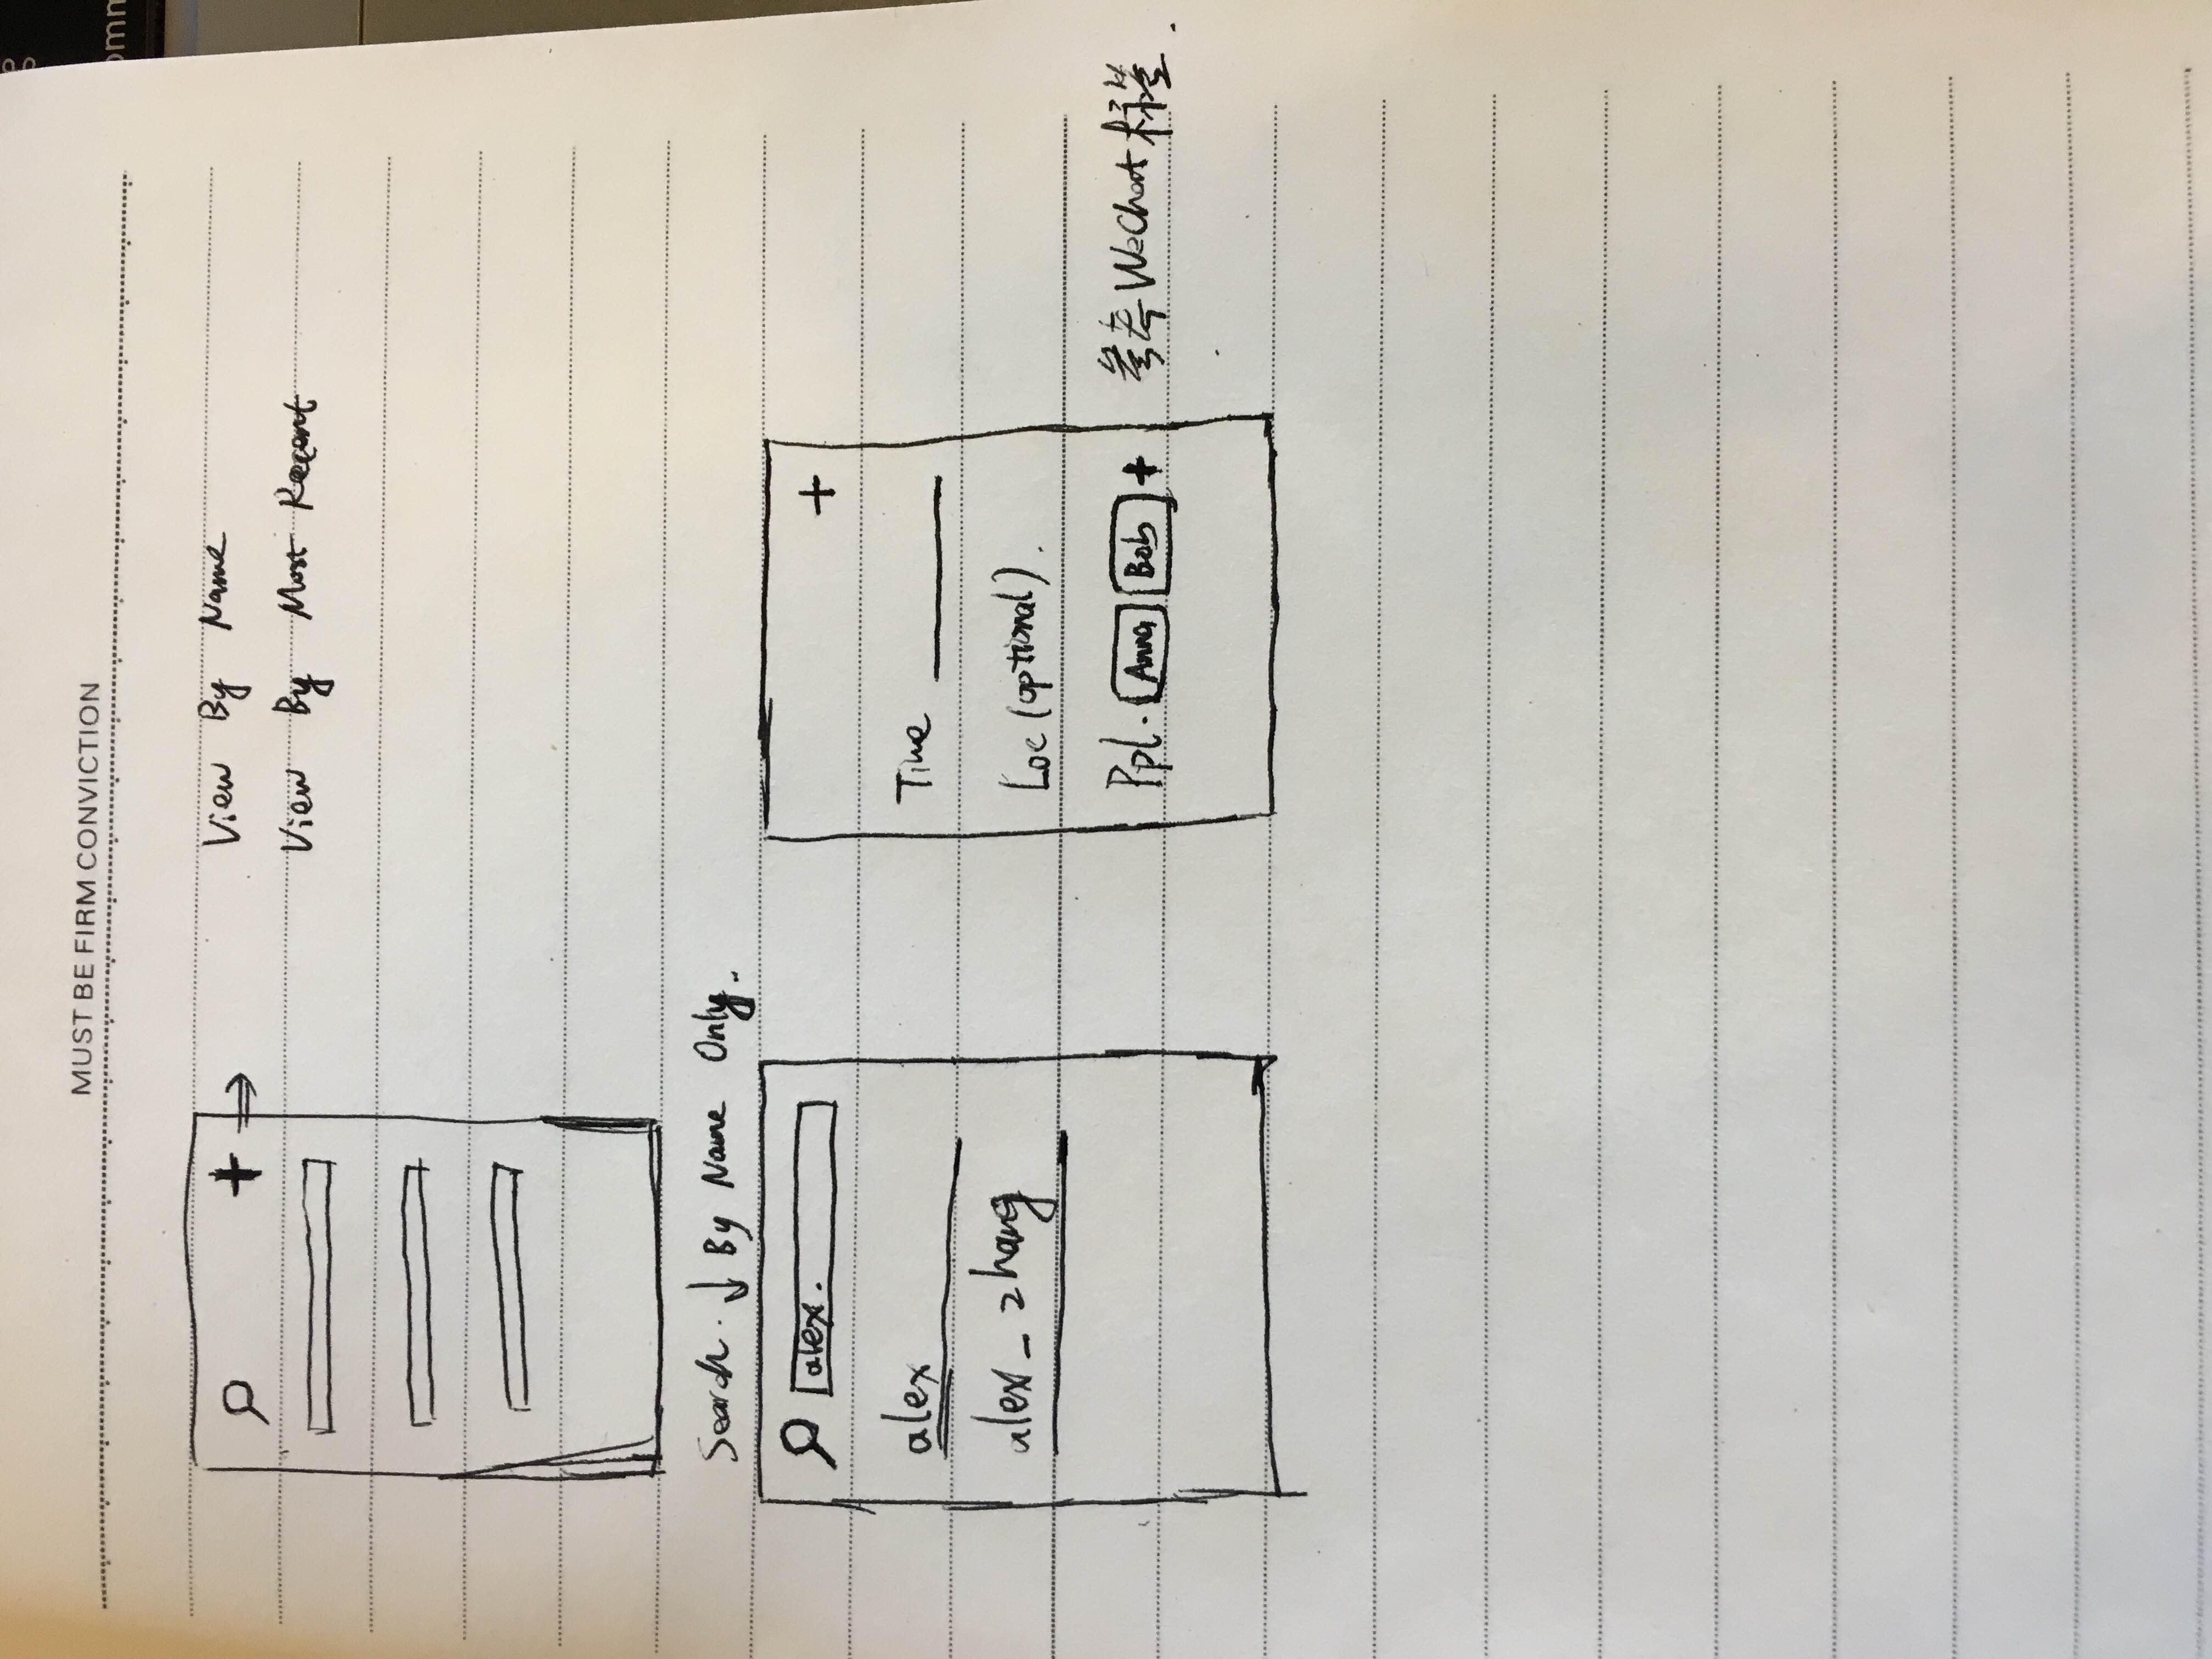 MUST BE FIRM CONVICTION
View By Name
View By Most Recent
Search. By Name Only.
alex.
alex
alex_zhang
+
Time
Loc (optional).
Ppl. Anna Bob +
参考 WeChat 标签.